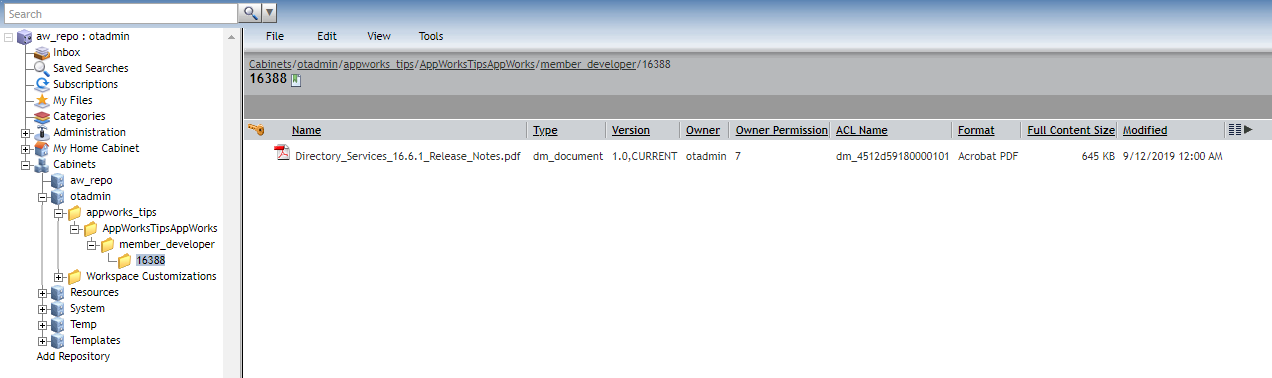 Search
aw_repo : otadmin
Inbox
Saved Searches
Subscriptions
My Files
Categories
Administration
My Home Cabinet
Cabinets
aw_repo
otadmin
appworks_tips
AppWorksTipsAppWorks
member_developer
16388
Workspace Customizations
Resources
System
Temp
Templates
Add Repository
File Edit View Tools
Cabinets/otadmin/appworks_tips/AppWorksTipsAppWorks/member_developer/16388
16388
Name Type Version Owner Owner Permission ACL Name Format Full Content Size Modified
Directory_Services_16.6.1_Release_Notes.pdf dm_document 1.0,CURRENT otadmin 7 dm_4512d59180000101 Acrobat PDF 645 KB 9/12/2019 12:00 AM